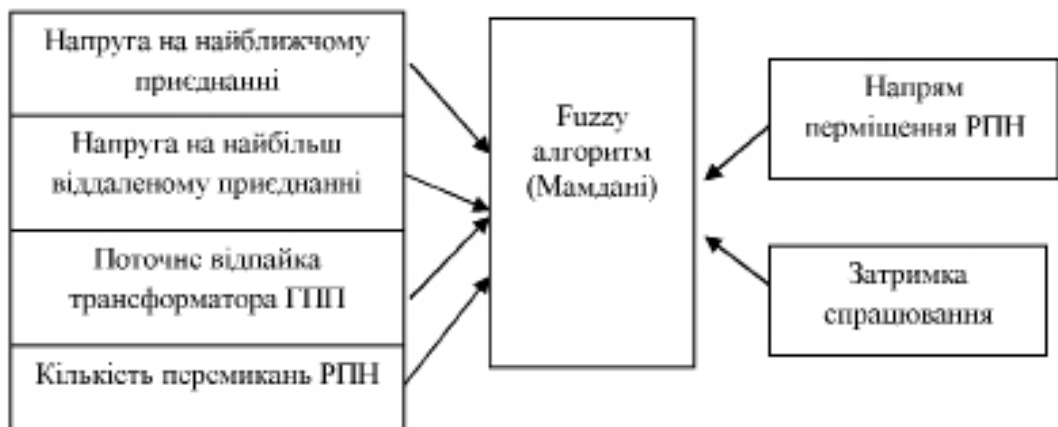 Напруга на найближчому
приєднанні
Напруга на найбільш
віддаленому приєднанні
Поточне відпайка
трансформатора ГПП
Кількість перемикань РПН
Fuzzy
алгоритм
(Мамдані)
Напрям
перміщення РПН
Затримка
спрацювання